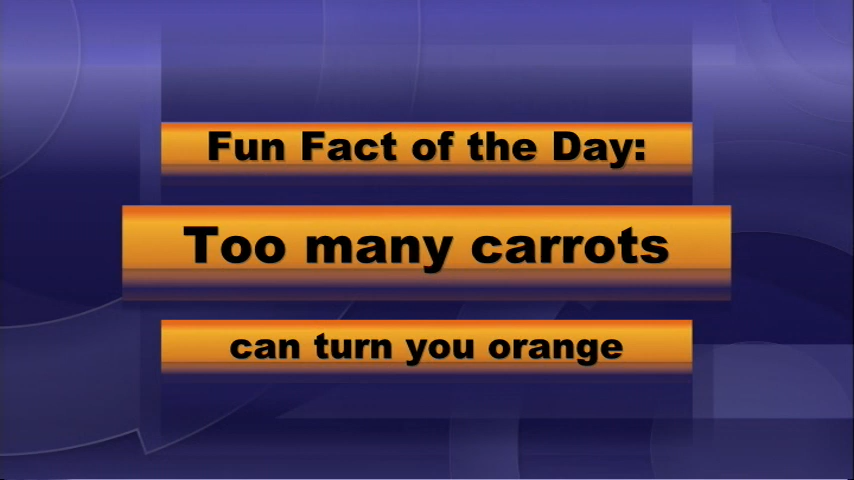 Fun Fact of the Day:
Too many carrots
can turn you orange